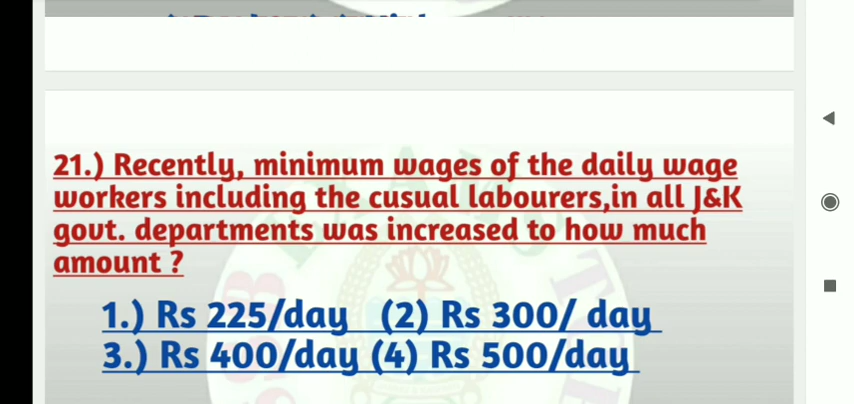 21.) Recently, minimum wages of the daily wage
workers including the cusual labourers,in all J&K
govt. departments was increased to how much
amount ?
1.) Rs 225/day (2) Rs 300/ day
3.) Rs 400/day (4) Rs 500/day